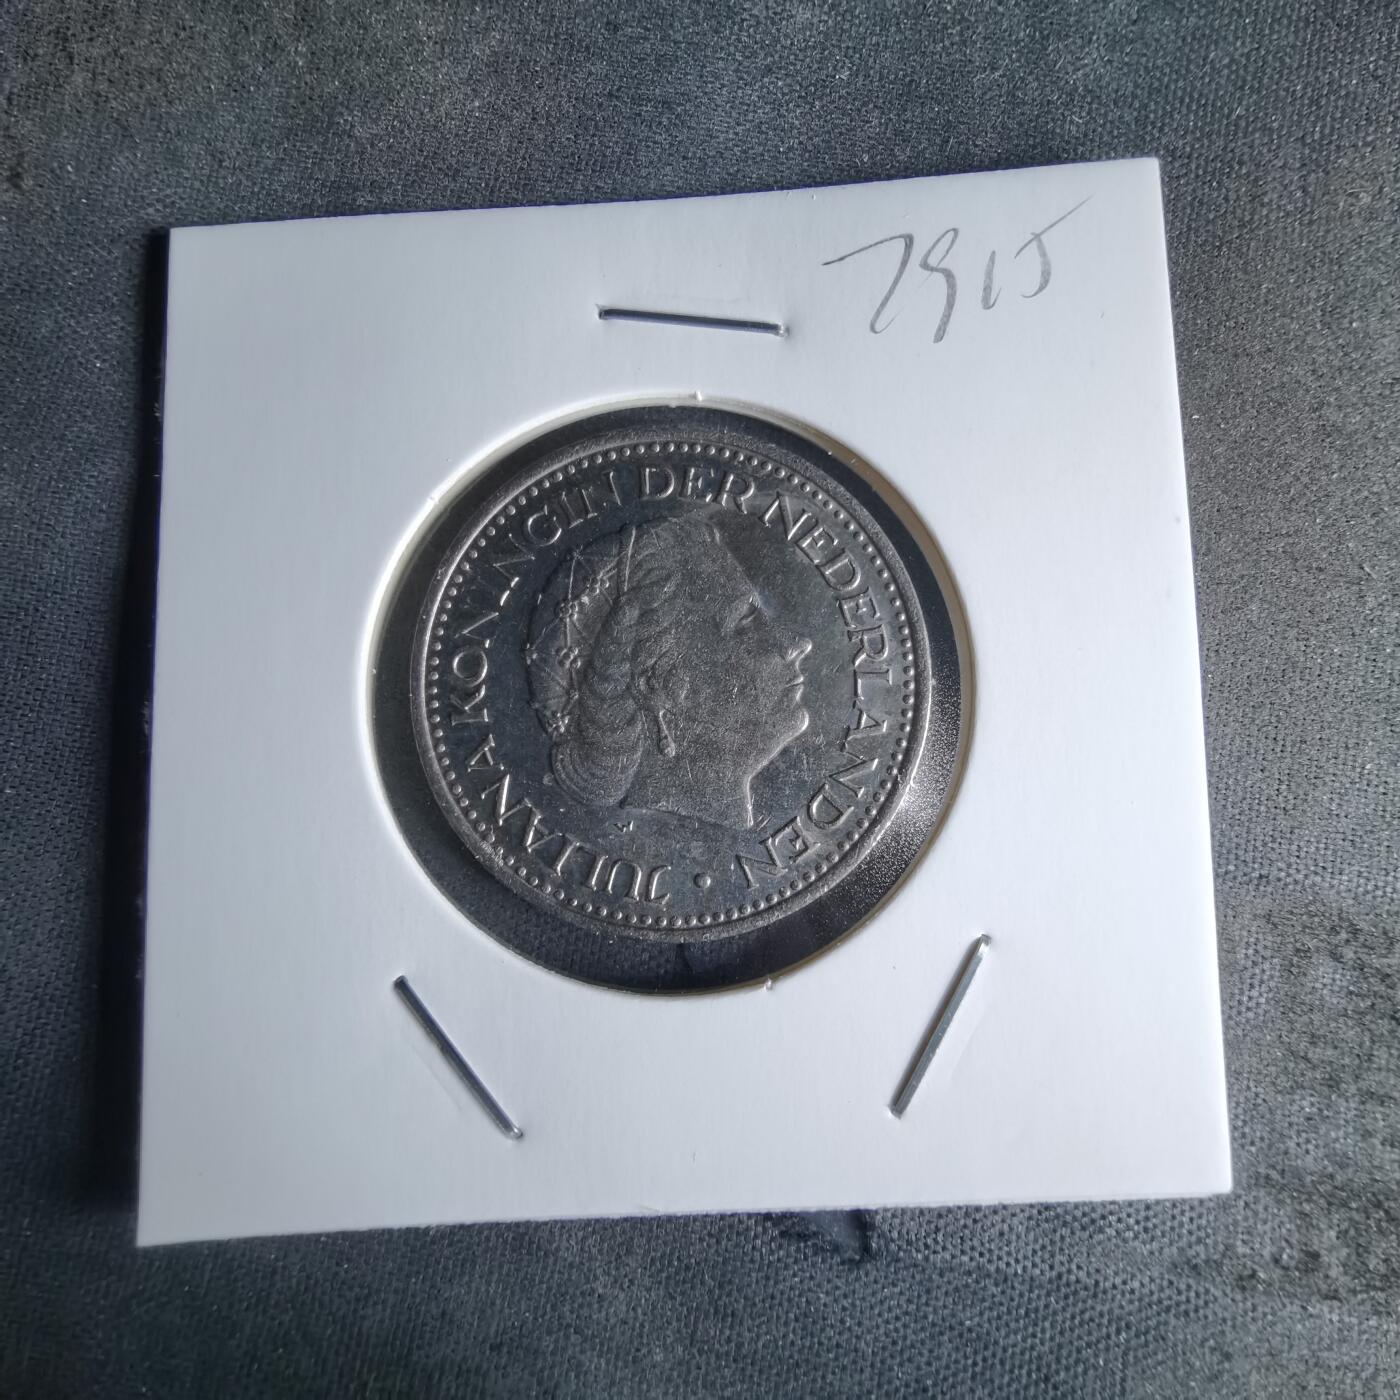 7915
JULIANA KONINGIN DER NEDERLANDEN ·